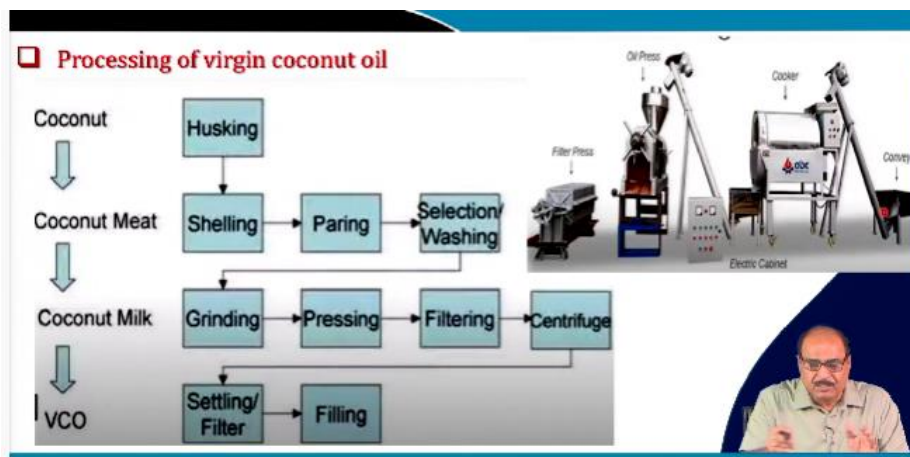 Processing of virgin coconut oil
Oil Press
Cooker
Filter Press
Convey
Electric Cabinet
Coconut
Husking
Coconut Meat
Shelling
Paring
Selection/
Washing
Coconut Milk
Grinding
Pressing
Filtering
Centrifuge
VCO
Settling/
Filter
Filling